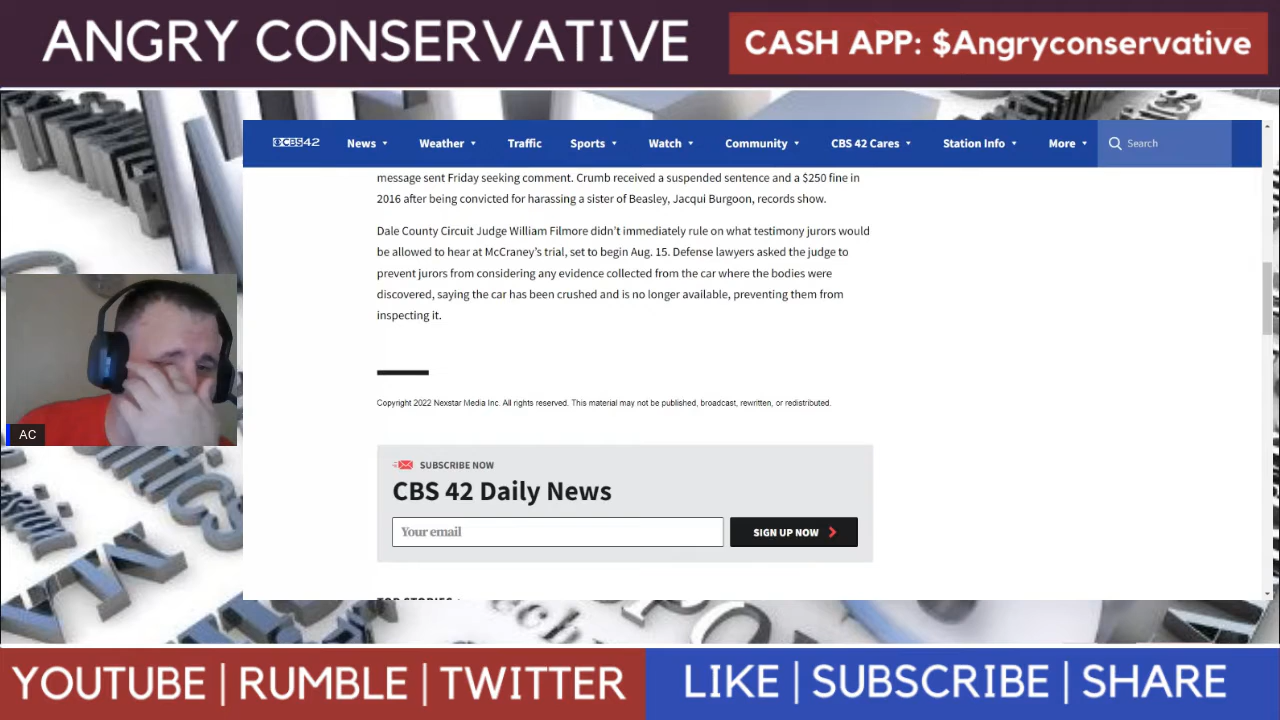 ANGRY CONSERVATIVE
CASH APP: $Angryconservative
CBS42
News
Weather
Traffic
Sports
Watch
Community
CBS 42 Cares
Station Info
More
Search
message sent Friday seeking comment. Crumb received a suspended sentence and a $250 fine in
2016 after being convicted for harassing a sister of Beasley, Jacqui Burgoon, records show.
Dale County Circuit Judge William Filmore didn't immediately rule on what testimony jurors would
be allowed to hear at McCraney's trial, set to begin Aug. 15. Defense lawyers asked the judge to
prevent jurors from considering any evidence collected from the car where the bodies were
discovered, saying the car has been crushed and is no longer available, preventing them from
inspecting it.
Copyright 2022 Nexstar Media Inc. All rights reserved. This material may not be published, broadcast, rewritten, or redistributed.
SUBSCRIBE NOW
CBS 42 Daily News
Your email
SIGN UP NOW
TOP STORIES
AC
YOUTUBE | RUMBLE | TWITTER
LIKE | SUBSCRIBE | SHARE